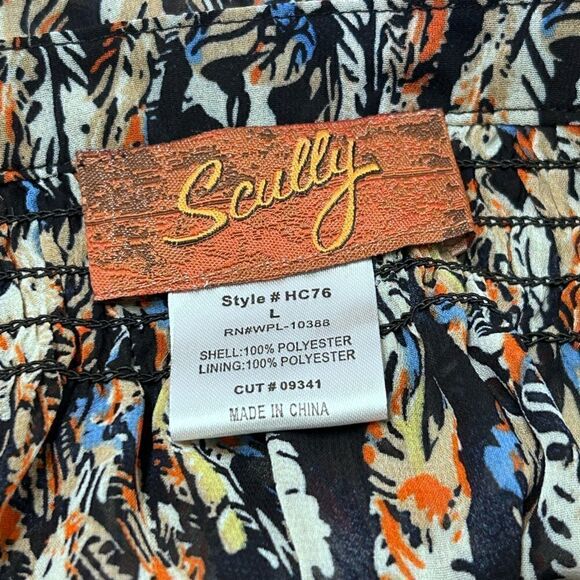 Scully
Style # HC76
L
RN#WPL-10388
SHELL:100% POLYESTER
LINING:100% POLYESTER
CUT # 09341
MADE IN CHINA